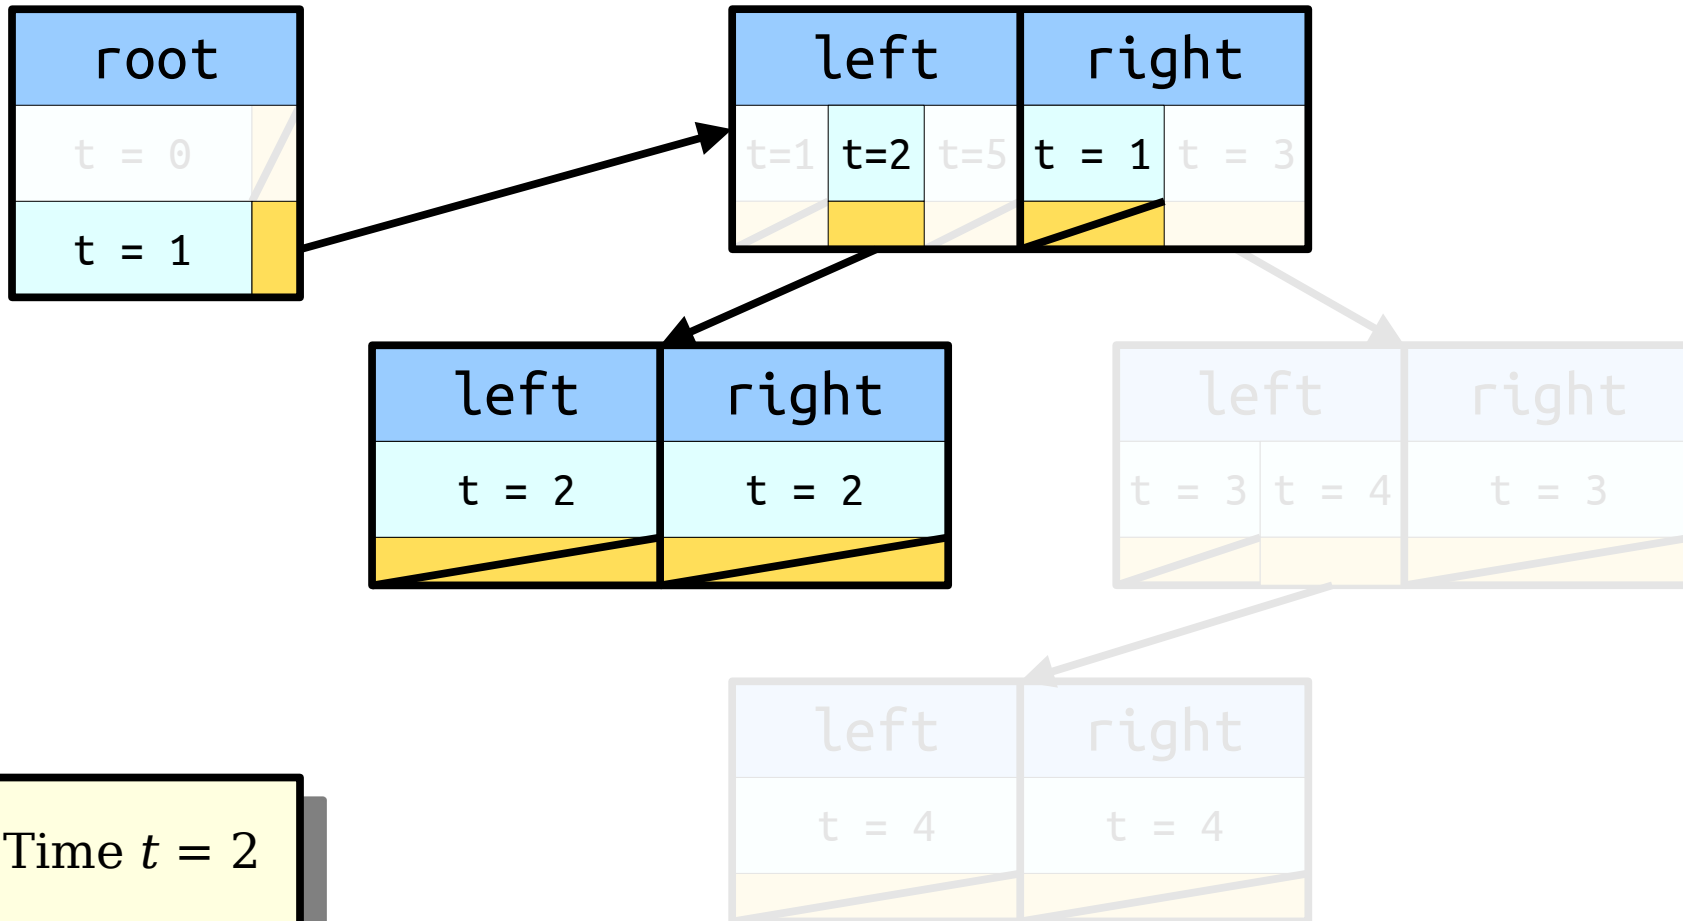 root
left right
t = 0
t=1 t=2 t=5 t = 1 t = 3
t = 1
left right
left right
t = 2 t = 2
t = 3 t = 4 t = 3
left right
t = 4 t = 4
Time t = 2